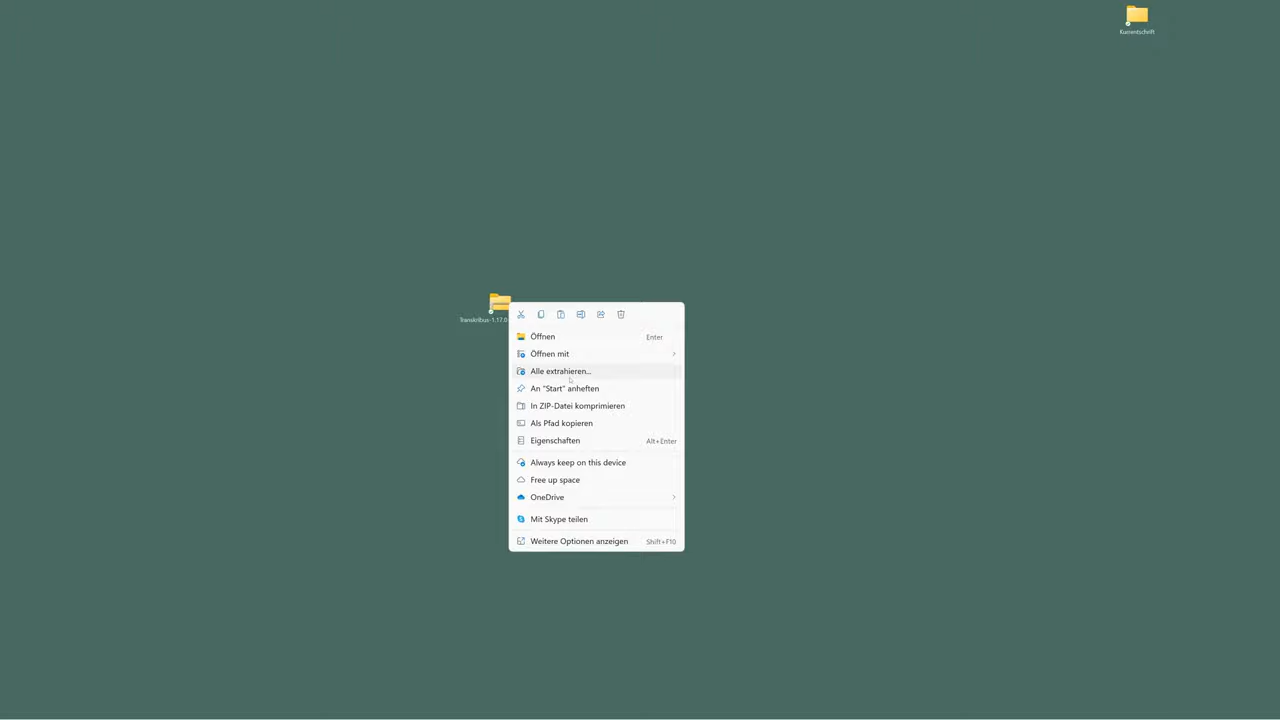 Kurrentschrift
Transkribus-1.17.0
Öffnen Enter
Öffnen mit
Alle extrahieren...
An "Start" anheften
In ZIP-Datei komprimieren
Als Pfad kopieren
Eigenschaften Alt+Enter
Always keep on this device
Free up space
OneDrive
Mit Skype teilen
Weitere Optionen anzeigen Shift+F10